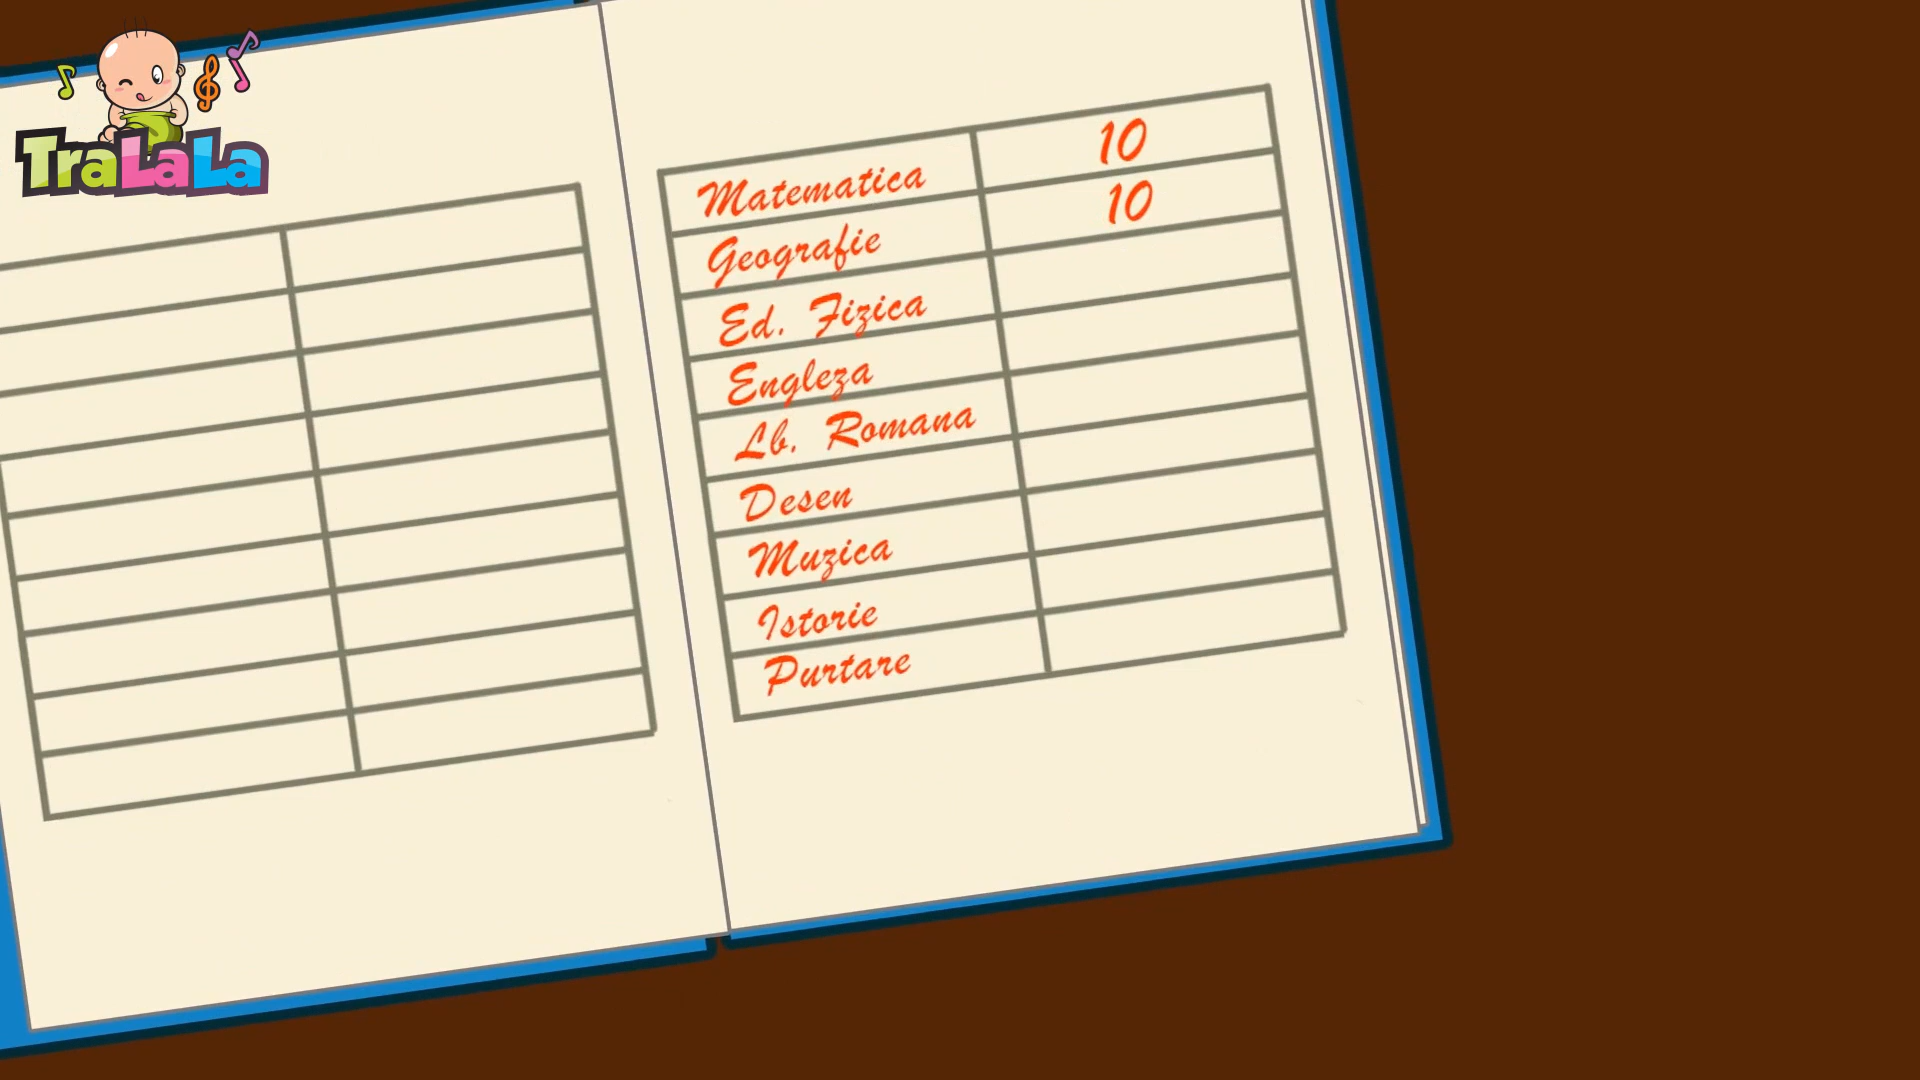 TraLaLa
Matematica 10
Geografie 10
Ed. Fizica
Engleza
Lb. Romana
Desen
Muzica
Istorie
Purtare